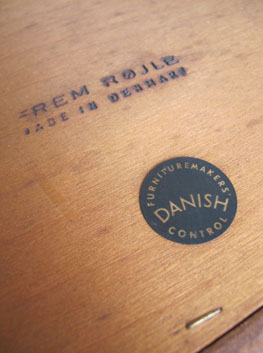 FREM RØJLE
MADE IN DENMARK
FURNITUREMAKERS'
DANISH
CONTROL